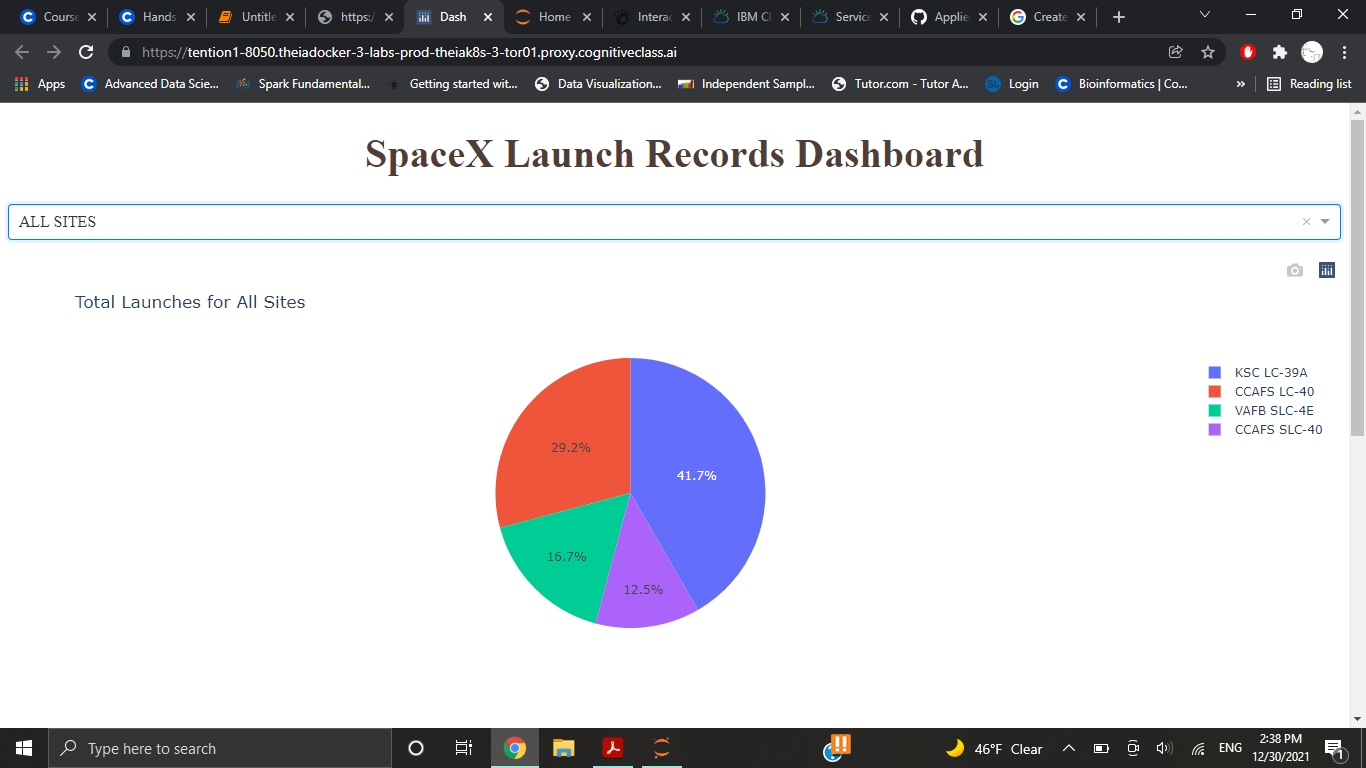 Course
Hands
Untitle
https:/
Dash
Home
Interac
IBM Cl
Service
Applie
Create
https://tention1-8050.theiadocker-3-labs-prod-theiak8s-3-tor01.proxy.cognitiveclass.ai
Apps
Advanced Data Scie...
Spark Fundamental...
Getting started wit...
Data Visualization...
Independent Sampl...
Tutor.com - Tutor A...
SL Login
Bioinformatics | Co...
»
Reading list
SpaceX Launch Records Dashboard
ALL SITES
Total Launches for All Sites
KSC LC-39A
CCAFS LC-40
VAFB SLC-4E
CCAFS SLC-40
29.2%
41.7%
16.7%
12.5%
Type here to search
46°F Clear
ENG
2:38 PM
12/30/2021
1